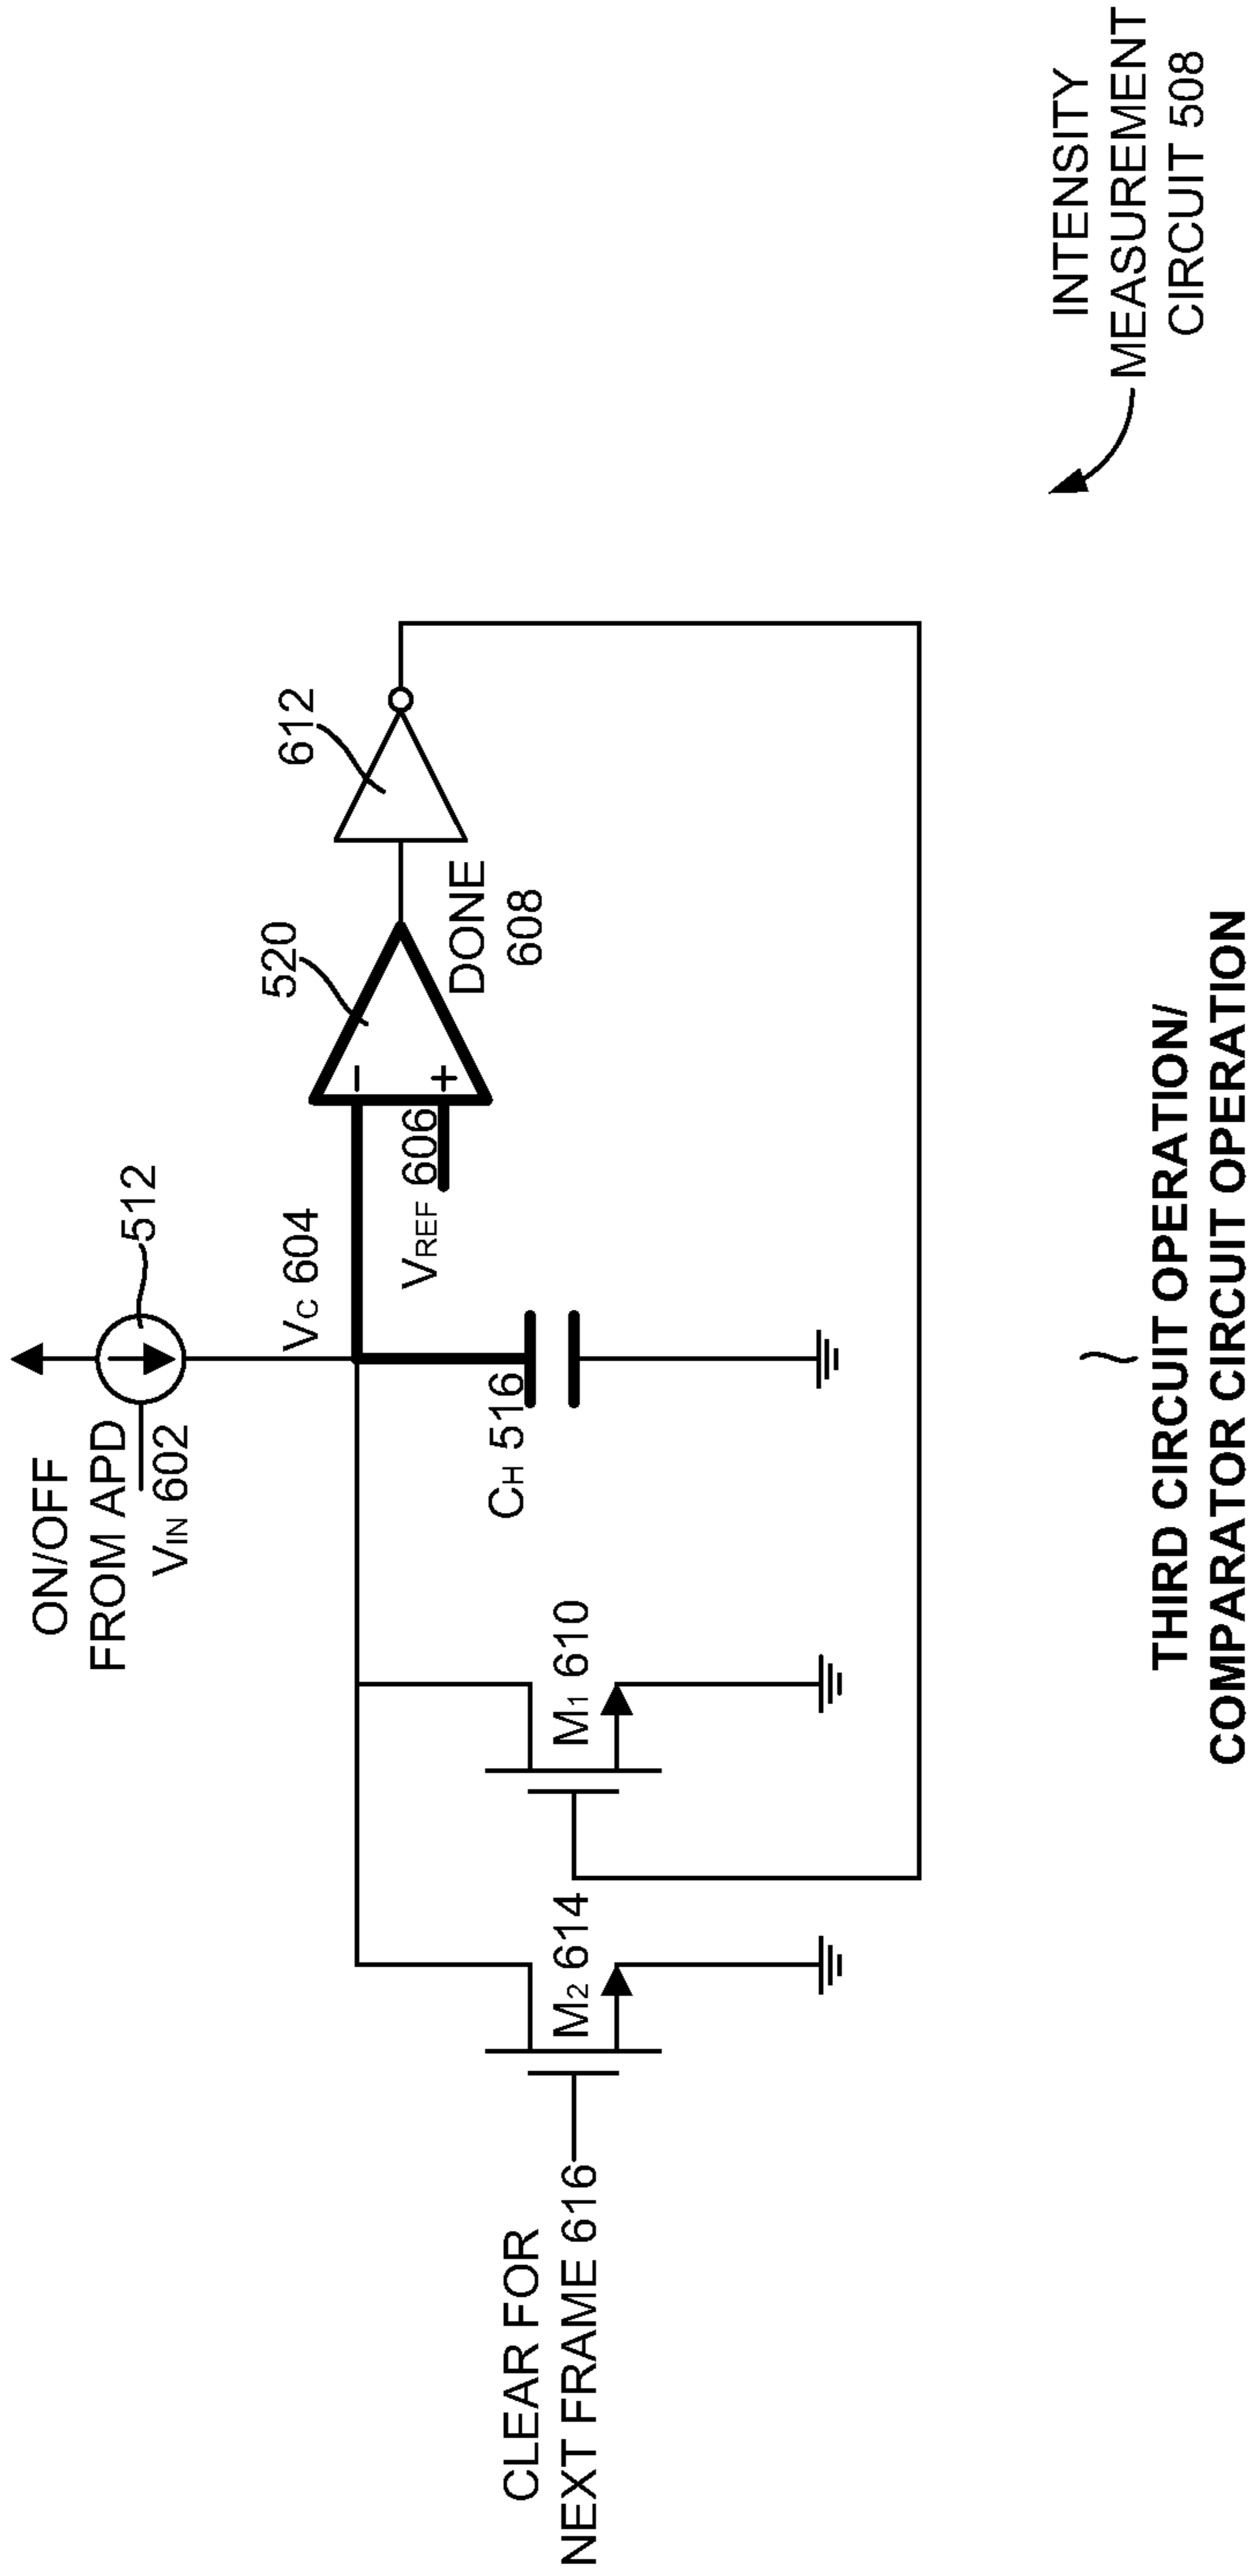 ON/OFF
FROM APD
VIN 602
512
VC 604
520
612
VREF 606
DONE
608
CH 516
M1 610
M2 614
CLEAR FOR
NEXT FRAME 616
INTENSITY
MEASUREMENT
CIRCUIT 508
THIRD CIRCUIT OPERATION/
COMPARATOR CIRCUIT OPERATION